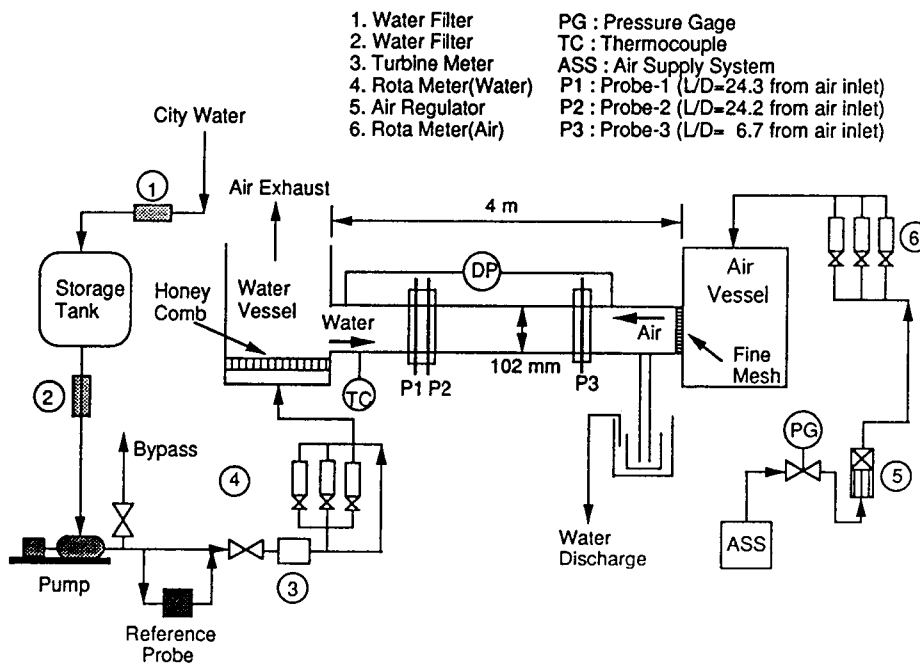 1. Water Filter
2. Water Filter
3. Turbine Meter
4. Rota Meter(Water)
5. Air Regulator
6. Rota Meter(Air)
PG : Pressure Gage
TC : Thermocouple
ASS : Air Supply System
P1 : Probe-1 (L/D=24.3 from air inlet)
P2 : Probe-2 (L/D=24.2 from air inlet)
P3 : Probe-3 (L/D= 6.7 from air inlet)
City Water
1
Air Exhaust
4 m
6
Storage
Tank
Honey
Comb
Water
Vessel
DP
Air
Vessel
Water
Air
102 mm
Fine
Mesh
P1 P2
P3
TC
2
Bypass
4
PG
5
Water
Discharge
ASS
Pump
3
Reference
Probe